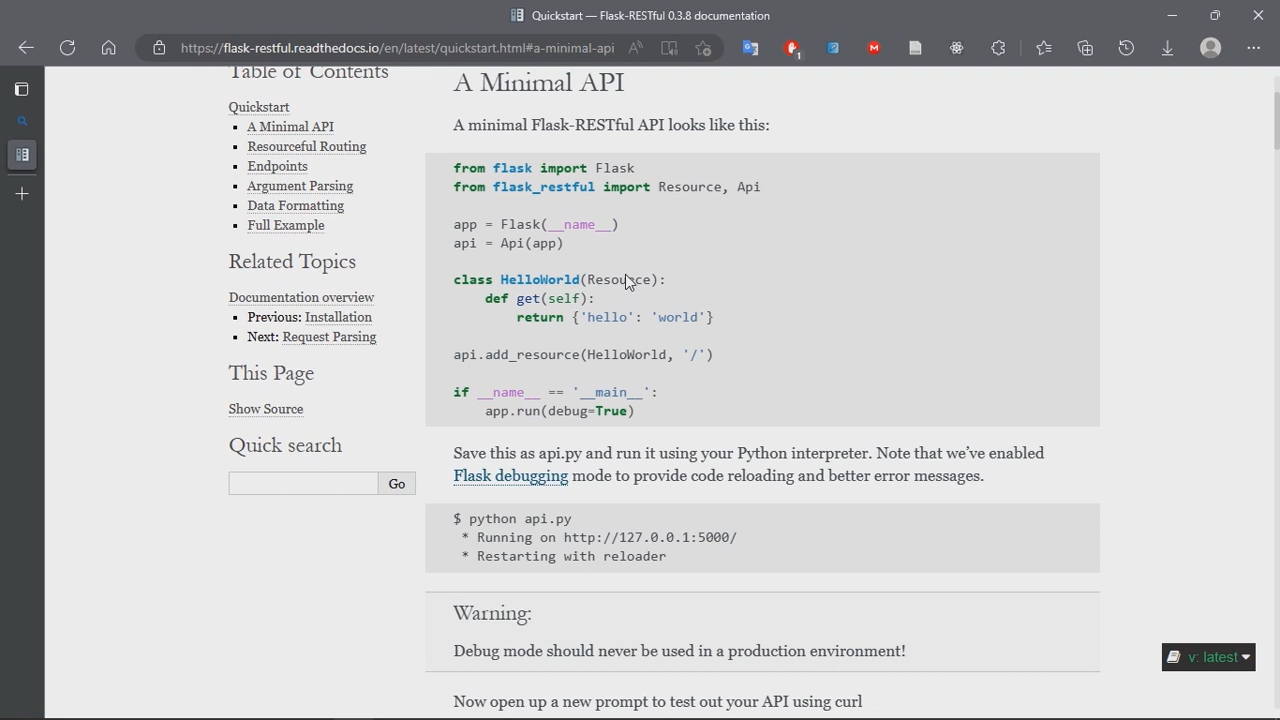 Quickstart — Flask-RESTful 0.3.8 documentation
https://flask-restful.readthedocs.io/en/latest/quickstart.html#a-minimal-api
1
Table of Contents
Quickstart
A Minimal API
Resourceful Routing
Endpoints
Argument Parsing
Data Formatting
Full Example
Related Topics
Documentation overview
Previous: Installation
Next: Request Parsing
This Page
Show Source
Quick search
Go
A Minimal API
A minimal Flask-RESTful API looks like this:
from flask import Flask
from flask_restful import Resource, Api
app = Flask(__name__)
api = Api(app)
class HelloWorld(Resource):
    def get(self):
        return {'hello': 'world'}
api.add_resource(HelloWorld, '/')
if __name__ == '__main__':
    app.run(debug=True)
Save this as api.py and run it using your Python interpreter. Note that we’ve enabled
Flask debugging mode to provide code reloading and better error messages.
$ python api.py
 * Running on http://127.0.0.1:5000/
 * Restarting with reloader
Warning:
Debug mode should never be used in a production environment!
Now open up a new prompt to test out your API using curl
v: latest